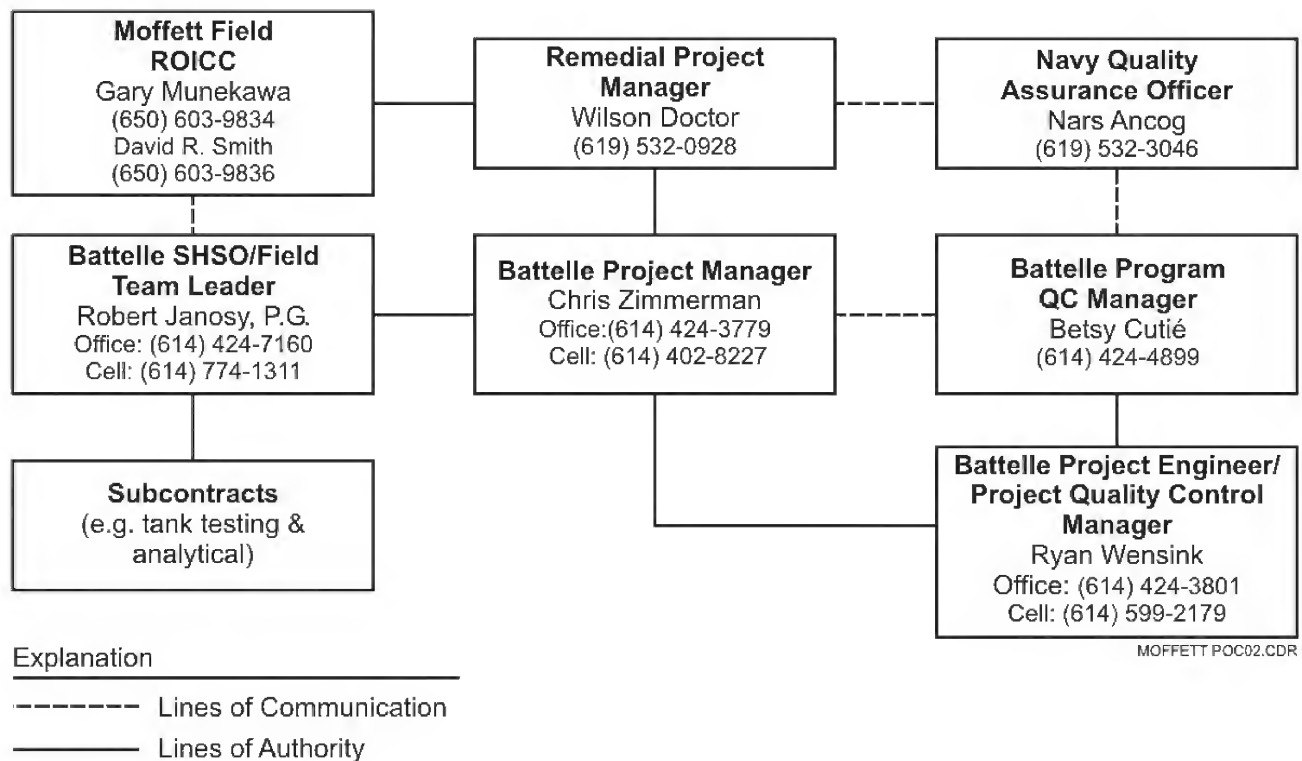 Moffett Field
ROICC
Gary Munekawa
(650) 603-9834
David R. Smith
(650) 603-9836
Remedial Project
Manager
Wilson Doctor
(619) 532-0928
Navy Quality
Assurance Officer
Nars Ancog
(619) 532-3046
Battelle SHSO/Field
Team Leader
Robert Janosy, P.G.
Office: (614) 424-7160
Cell: (614) 774-1311
Battelle Project Manager
Chris Zimmerman
Office:(614) 424-3779
Cell: (614) 402-8227
Battelle Program
QC Manager
Betsy Cutié
(614) 424-4899
Subcontracts
(e.g. tank testing &
analytical)
Battelle Project Engineer/
Project Quality Control
Manager
Ryan Wensink
Office: (614) 424-3801
Cell: (614) 599-2179
MOFFETT POC02.CDR
Explanation
Lines of Communication
Lines of Authority